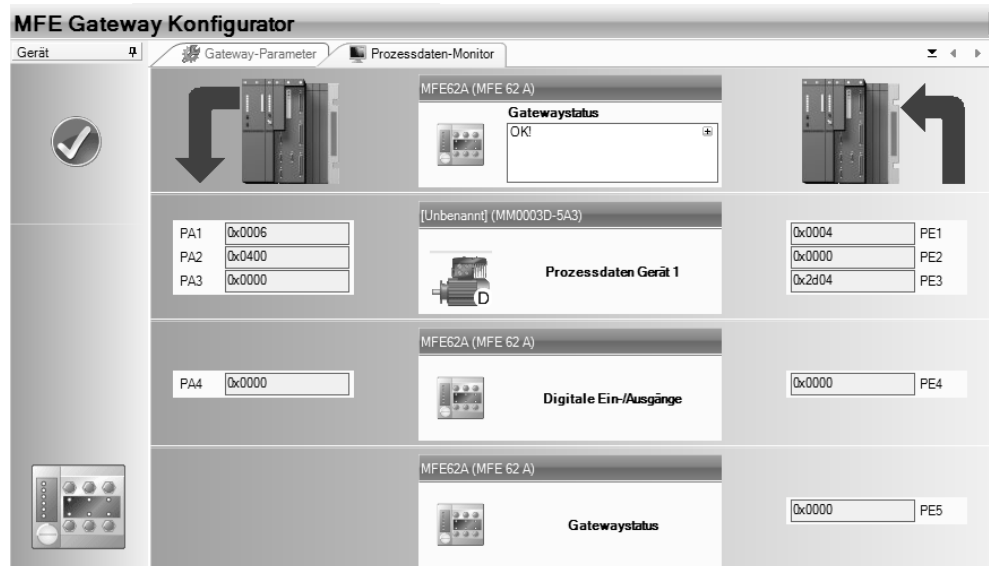 MFE Gateway Konfigurator
Gerät
Gateway-Parameter
Prozessdaten-Monitor
MFE62A (MFE 62 A)
Gatewaystatus
OK!
[Unbenannt] (MM0003D-5A3)
PA1 0x0006
PA2 0x0400
PA3 0x0000
D
Prozessdaten Gerät 1
0x0004 PE1
0x0000 PE2
0x2d04 PE3
MFE62A (MFE 62 A)
PA4 0x0000
Digitale Ein-/Ausgänge
0x0000 PE4
MFE62A (MFE 62 A)
Gatewaystatus
0x0000 PE5